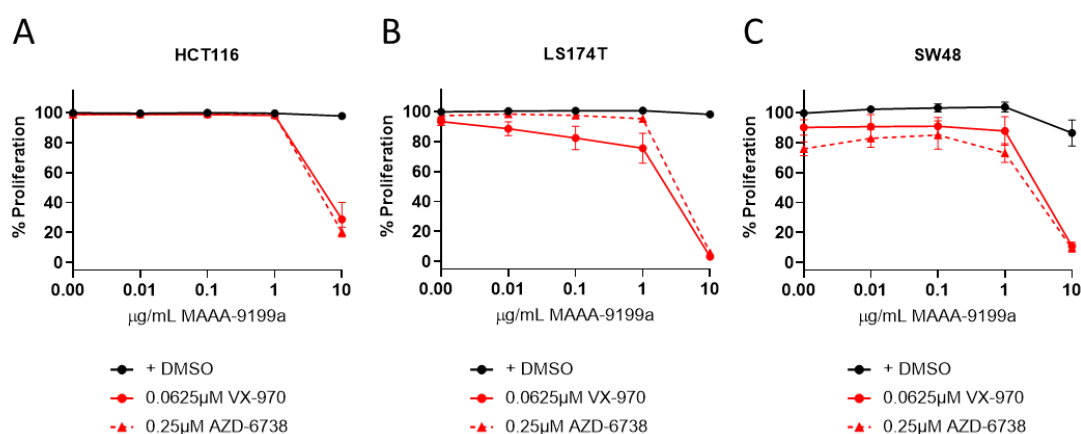 A
HCT116
% Proliferation
100
80
60
40
20
0
0.00 0.01 0.1 1 10
μg/mL MAAA-9199a
+ DMSO
0.0625μM VX-970
0.25μM AZD-6738
B
LS174T
% Proliferation
100
80
60
40
20
0
0.00 0.01 0.1 1 10
μg/mL MAAA-9199a
+ DMSO
0.0625μM VX-970
0.25μM AZD-6738
C
SW48
% Proliferation
100
80
60
40
20
0
0.00 0.01 0.1 1 10
μg/mL MAAA-9199a
+ DMSO
0.0625μM VX-970
0.25μM AZD-6738